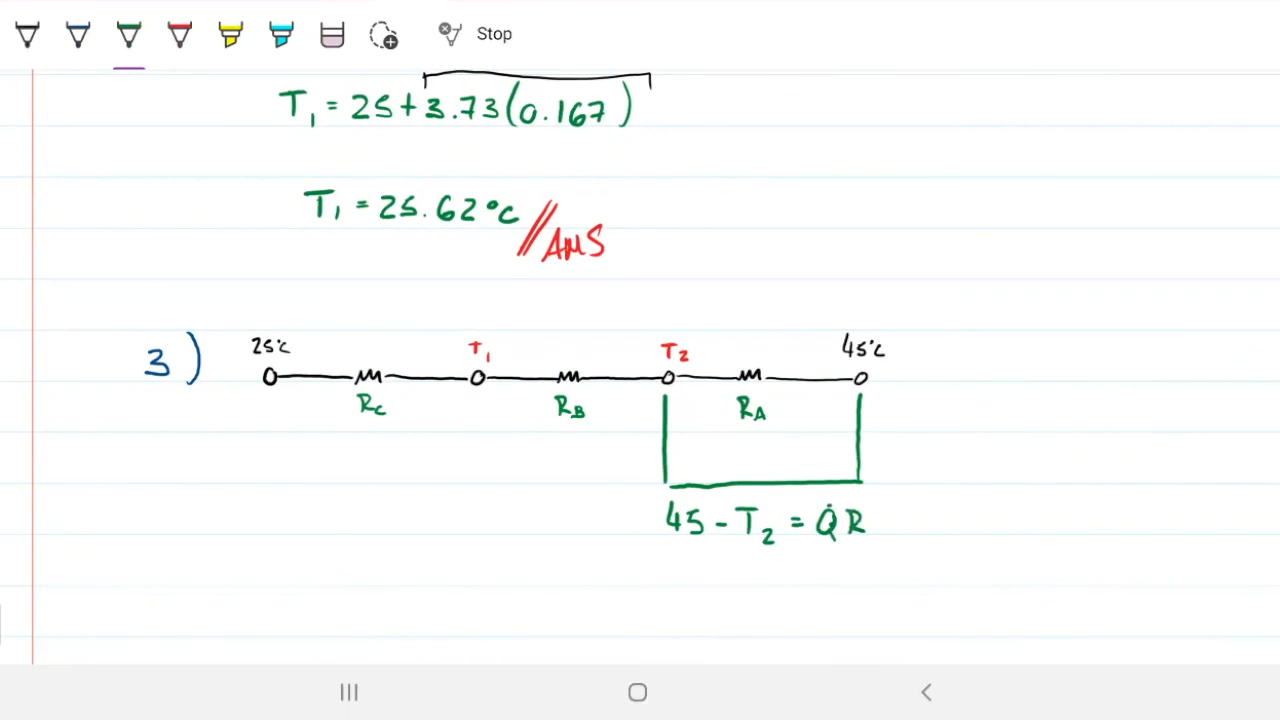 Stop
T₁ = 25 + 3.73(0.167)
T₁ = 25.62°C
//ANS
3)
25°C T₁ T₂ 45°C
R_C R_B R_A
45 - T₂ = Q̇R